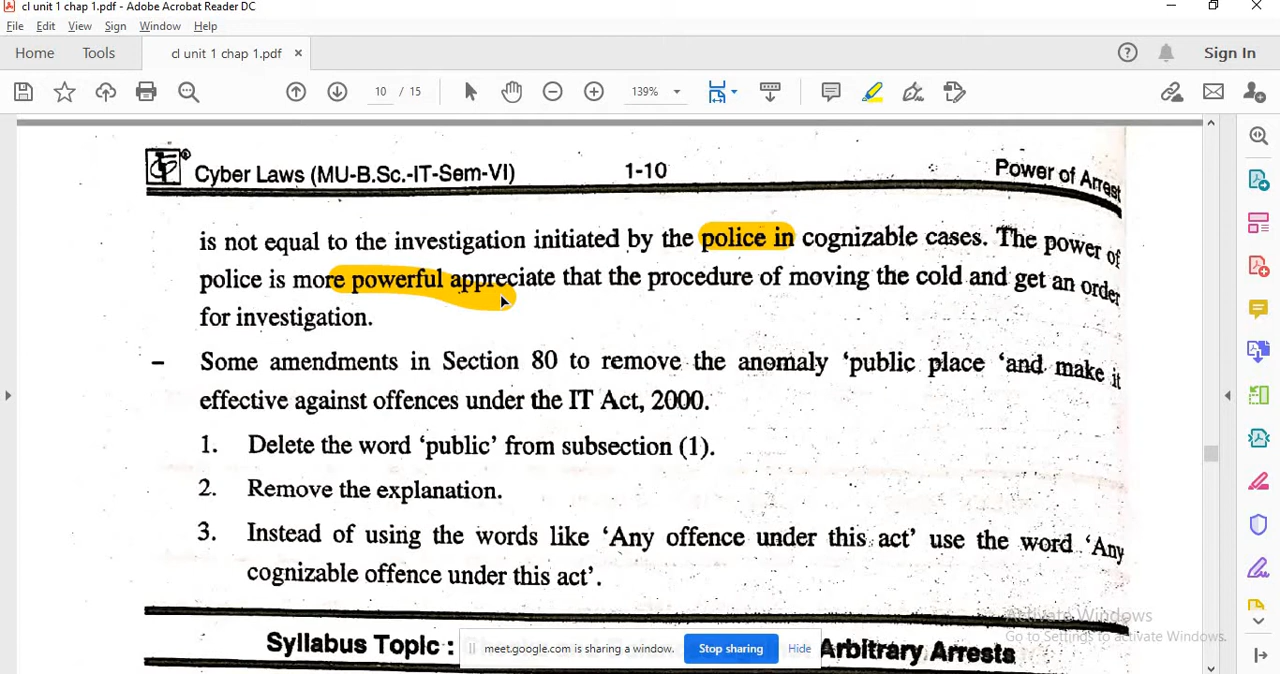 cl unit 1 chap 1.pdf - Adobe Acrobat Reader DC
File Edit View Sign Window Help
Home Tools cl unit 1 chap 1.pdf × Sign In
10 / 15 139%
Cyber Laws (MU-B.Sc.-IT-Sem-VI) 1-10 Power of Arrest
is not equal to the investigation initiated by the police in cognizable cases. The power of
police is more powerful appreciate that the procedure of moving the cold and get an order
for investigation.
– Some amendments in Section 80 to remove the anomaly ‘public place ‘and make it
effective against offences under the IT Act, 2000.
1. Delete the word ‘public’ from subsection (1).
2. Remove the explanation.
3. Instead of using the words like ‘Any offence under this act’ use the word ‘Any
cognizable offence under this act’.
Activate Windows
Go to Settings to activate Windows.
Syllabus Topic : Arbitrary Arrests
meet.google.com is sharing a window. Stop sharing Hide